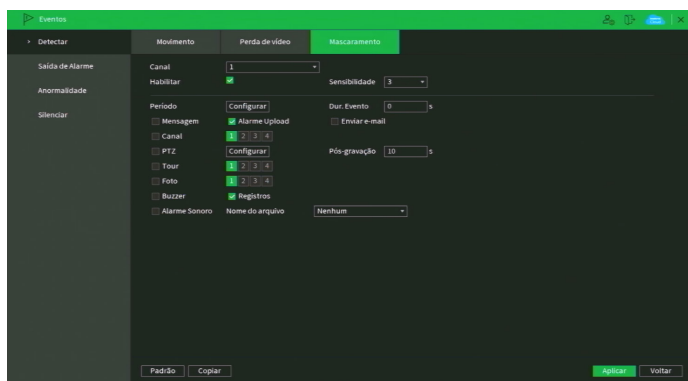 Eventos
> Detectar
Movimento
Perda de vídeo
Mascaramento
Saída de Alarme
Anormalidade
Silenciar
Canal 1
Habilitar Sensibilidade 3
Período Configurar Dur. Evento 0 s
Mensagem Alarme Upload Enviar e-mail
Canal 1 2 3 4
PTZ Configurar Pós-gravação 10 s
Tour 1 2 3 4
Foto 1 2 3 4
Buzzer Registros
Alarme Sonoro Nome do arquivo Nenhum
Padrão Copiar Aplicar Voltar